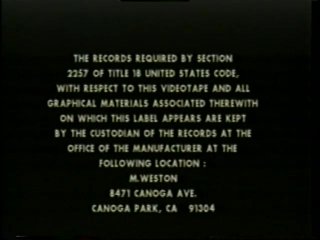 THE RECORDS REQUIRED BY SECTION
2257 OF TITLE 18 UNITED STATES CODE,
WITH RESPECT TO THIS VIDEOTAPE AND ALL
GRAPHICAL MATERIALS ASSOCIATED THEREWITH
ON WHICH THIS LABEL APPEARS ARE KEPT
BY THE CUSTODIAN OF THE RECORDS AT THE
OFFICE OF THE MANUFACTURER AT THE
FOLLOWING LOCATION :
M.WESTON
8471 CANOGA AVE.
CANOGA PARK, CA 91304